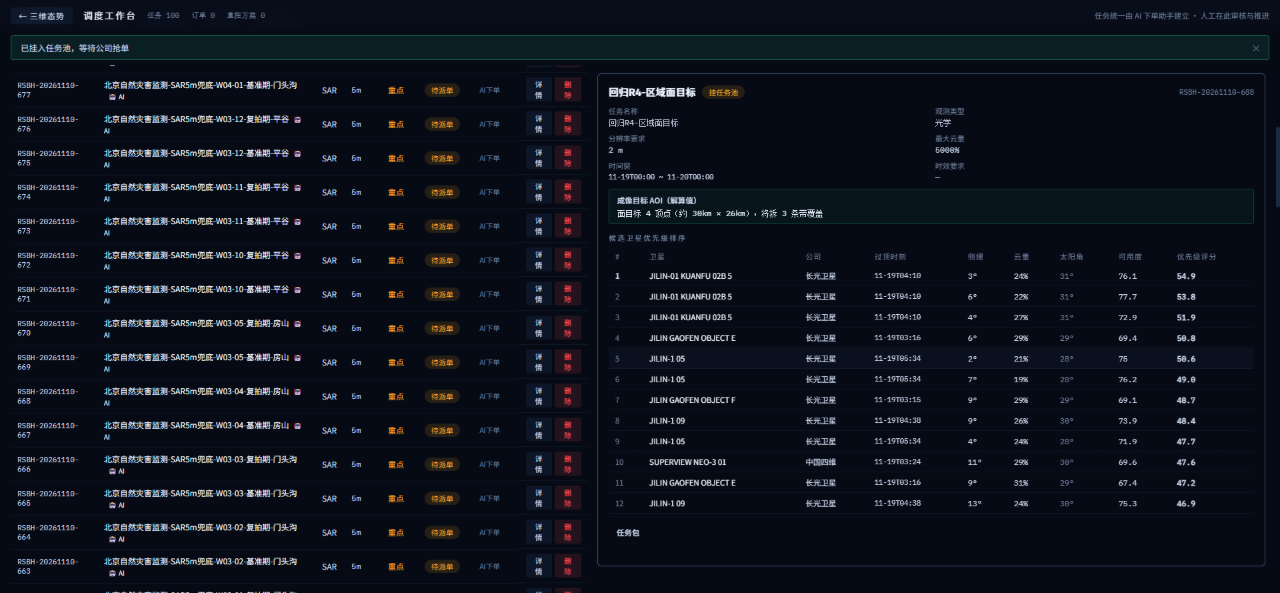 ← 三维态势 调度工作台 任务 100 订单 0 重拍方案 0 任务统一由 AI 下单助手建立 · 人工在此审核与推进
已挂入任务池，等待公司抢单 ×
RSBH-20261110-677 北京自然灾害监测-SAR5m兜底-W04-01-基准期-门头沟 AI SAR 5m 重点 待派单 AI下单 详情 删除
RSBH-20261110-676 北京自然灾害监测-SAR5m兜底-W03-12-复拍期-平谷 AI SAR 5m 重点 待派单 AI下单 详情 删除
RSBH-20261110-675 北京自然灾害监测-SAR5m兜底-W03-12-基准期-平谷 AI SAR 5m 重点 待派单 AI下单 详情 删除
RSBH-20261110-674 北京自然灾害监测-SAR5m兜底-W03-11-复拍期-平谷 AI SAR 5m 重点 待派单 AI下单 详情 删除
RSBH-20261110-673 北京自然灾害监测-SAR5m兜底-W03-11-基准期-平谷 AI SAR 5m 重点 待派单 AI下单 详情 删除
RSBH-20261110-672 北京自然灾害监测-SAR5m兜底-W03-10-复拍期-平谷 AI SAR 5m 重点 待派单 AI下单 详情 删除
RSBH-20261110-671 北京自然灾害监测-SAR5m兜底-W03-10-基准期-平谷 AI SAR 5m 重点 待派单 AI下单 详情 删除
RSBH-20261110-670 北京自然灾害监测-SAR5m兜底-W03-05-复拍期-房山 AI SAR 5m 重点 待派单 AI下单 详情 删除
RSBH-20261110-669 北京自然灾害监测-SAR5m兜底-W03-05-基准期-房山 AI SAR 5m 重点 待派单 AI下单 详情 删除
RSBH-20261110-668 北京自然灾害监测-SAR5m兜底-W03-04-复拍期-房山 AI SAR 5m 重点 待派单 AI下单 详情 删除
RSBH-20261110-667 北京自然灾害监测-SAR5m兜底-W03-04-基准期-房山 AI SAR 5m 重点 待派单 AI下单 详情 删除
RSBH-20261110-666 北京自然灾害监测-SAR5m兜底-W03-03-复拍期-门头沟 AI SAR 5m 重点 待派单 AI下单 详情 删除
RSBH-20261110-665 北京自然灾害监测-SAR5m兜底-W03-03-基准期-门头沟 AI SAR 5m 重点 待派单 AI下单 详情 删除
RSBH-20261110-664 北京自然灾害监测-SAR5m兜底-W03-02-复拍期-门头沟 AI SAR 5m 重点 待派单 AI下单 详情 删除
RSBH-20261110-663 北京自然灾害监测-SAR5m兜底-W03-02-基准期-门头沟 AI SAR 5m 重点 待派单 AI下单 详情 删除
回归R4-区域面目标 挂任务池 RSBH-20261110-688
任务名称 观测类型
回归R4-区域面目标 光学
分辨率要求 最大云量
2 m 5000%
时间窗 时效要求
11-19T00:00 ~ 11-20T00:00 —
成像目标 AOI（解算值）
面目标 4 顶点（约 30km × 26km），将拆 3 条带覆盖
候选卫星优先级排序
# 卫星 公司 过顶时刻 侧摆 云量 太阳角 可用度 优先级评分
1 JILIN-01 KUANFU 02B 5 长光卫星 11-19T04:10 3° 24% 31° 76.1 54.9
2 JILIN-01 KUANFU 02B 5 长光卫星 11-19T04:10 6° 22% 31° 77.7 53.8
3 JILIN-01 KUANFU 02B 5 长光卫星 11-19T04:10 4° 27% 31° 72.9 51.9
4 JILIN GAOFEN OBJECT E 长光卫星 11-19T03:16 6° 29% 29° 69.4 50.8
5 JILIN-1 05 长光卫星 11-19T05:34 2° 21% 28° 75 50.6
6 JILIN-1 05 长光卫星 11-19T05:34 7° 19% 28° 76.2 49.0
7 JILIN GAOFEN OBJECT F 长光卫星 11-19T03:15 9° 29% 29° 69.1 48.7
8 JILIN-1 09 长光卫星 11-19T04:38 9° 26% 30° 73.9 48.4
9 JILIN-1 05 长光卫星 11-19T05:34 4° 24% 28° 71.9 47.7
10 SUPERVIEW NEO-3 01 中国四维 11-19T03:24 11° 29% 30° 69.6 47.6
11 JILIN GAOFEN OBJECT E 长光卫星 11-19T03:16 9° 31% 29° 67.4 47.2
12 JILIN-1 09 长光卫星 11-19T04:38 13° 24% 30° 75.3 46.9
任务包